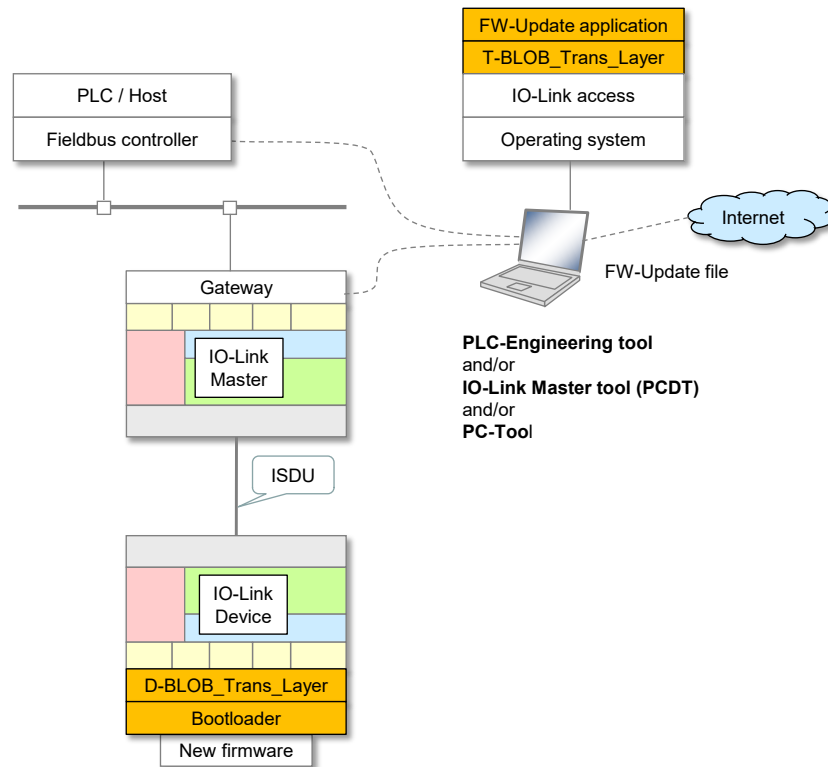 FW-Update application
T-BLOB_Trans_Layer
IO-Link access
Operating system
PLC / Host
Fieldbus controller
Internet
FW-Update file
Gateway
IO-Link
Master
PLC-Engineering tool
and/or
IO-Link Master tool (PCDT)
and/or
PC-Tool
ISDU
IO-Link
Device
D-BLOB_Trans_Layer
Bootloader
New firmware